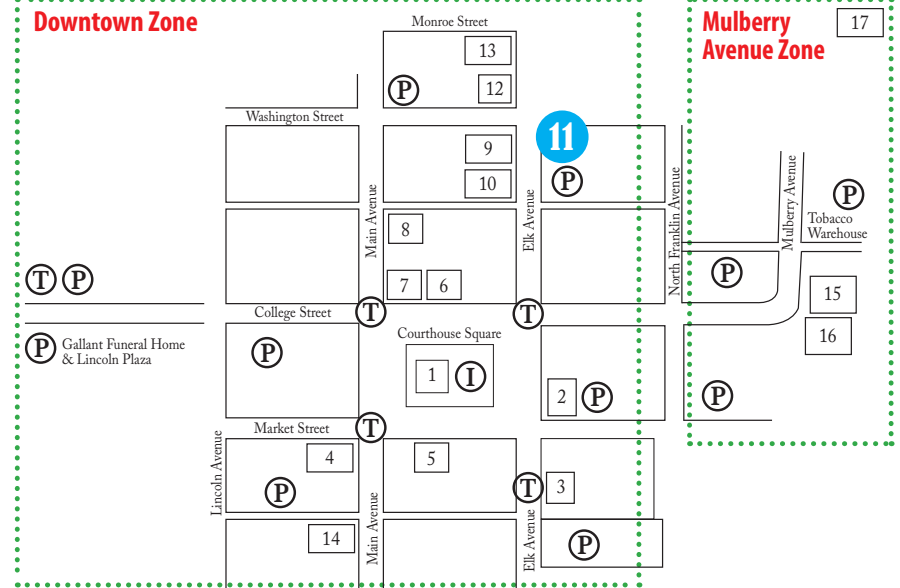 Downtown Zone
Monroe Street
Mulberry
Avenue Zone
17
13
P
12
Washington Street
11
9
P
10
Main Avenue
Elk Avenue
North Franklin Avenue
Mulberry Avenue
P
Tobacco
Warehouse
8
T P
7
6
P
15
College Street
T
T
16
P
Gallant Funeral Home
& Lincoln Plaza
P
Courthouse Square
1
I
2
P
P
Market Street
T
Lincoln Avenue
4
5
P
T
3
Main Avenue
Elk Avenue
14
P